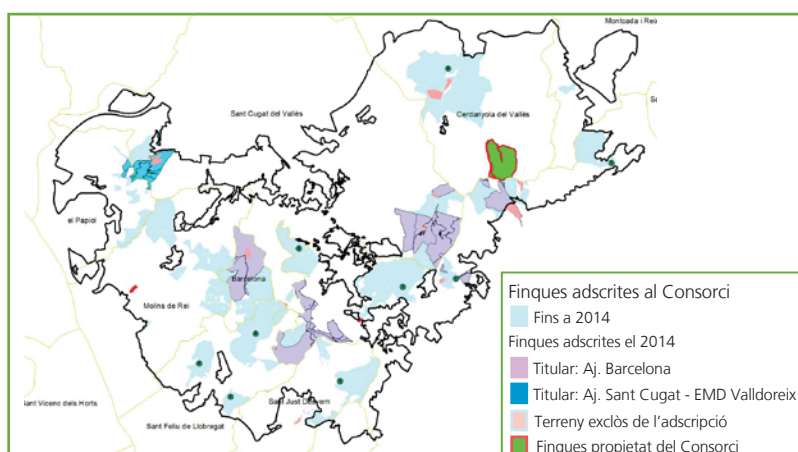 Montcada i Reix
Sant Cugat del Vallès
Cerdanyola del Vallès
el Papiol
Barcelona
Molins de Rei
Sant Vicenc dels Horts
Sant Just Desvern
Sant Feliu de Llobregat
Finques adscrites al Consorci
Fins a 2014
Finques adscrites el 2014
Titular: Aj. Barcelona
Titular: Aj. Sant Cugat - EMD Valldoreix
Terreny exclòs de l'adscripció
Finques propietat del Consorci